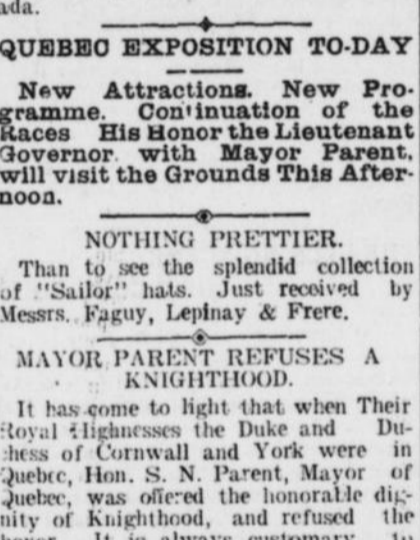 ada.
QUEBEC EXPOSITION TO-DAY
New Attractions. New Pro-
gramme. Continuation of the
Races His Honor the Lieutenant
Governor with Mayor Parent.
will visit the Grounds This After-
noon.
NOTHING PRETTIER.
Than to see the splendid collection
of "Sailor" hats. Just received by
Messrs. Faguy, Lepinay & Frere.
MAYOR PARENT REFUSES A
KNIGHTHOOD.
It has come to light that when Their
Royal Highnesses the Duke and Du-
chess of Cornwall and York were in
Quebec, Hon. S. N. Parent, Mayor of
Quebec, was offered the honorable dig-
nity of Knighthood, and refused the
It is always customary